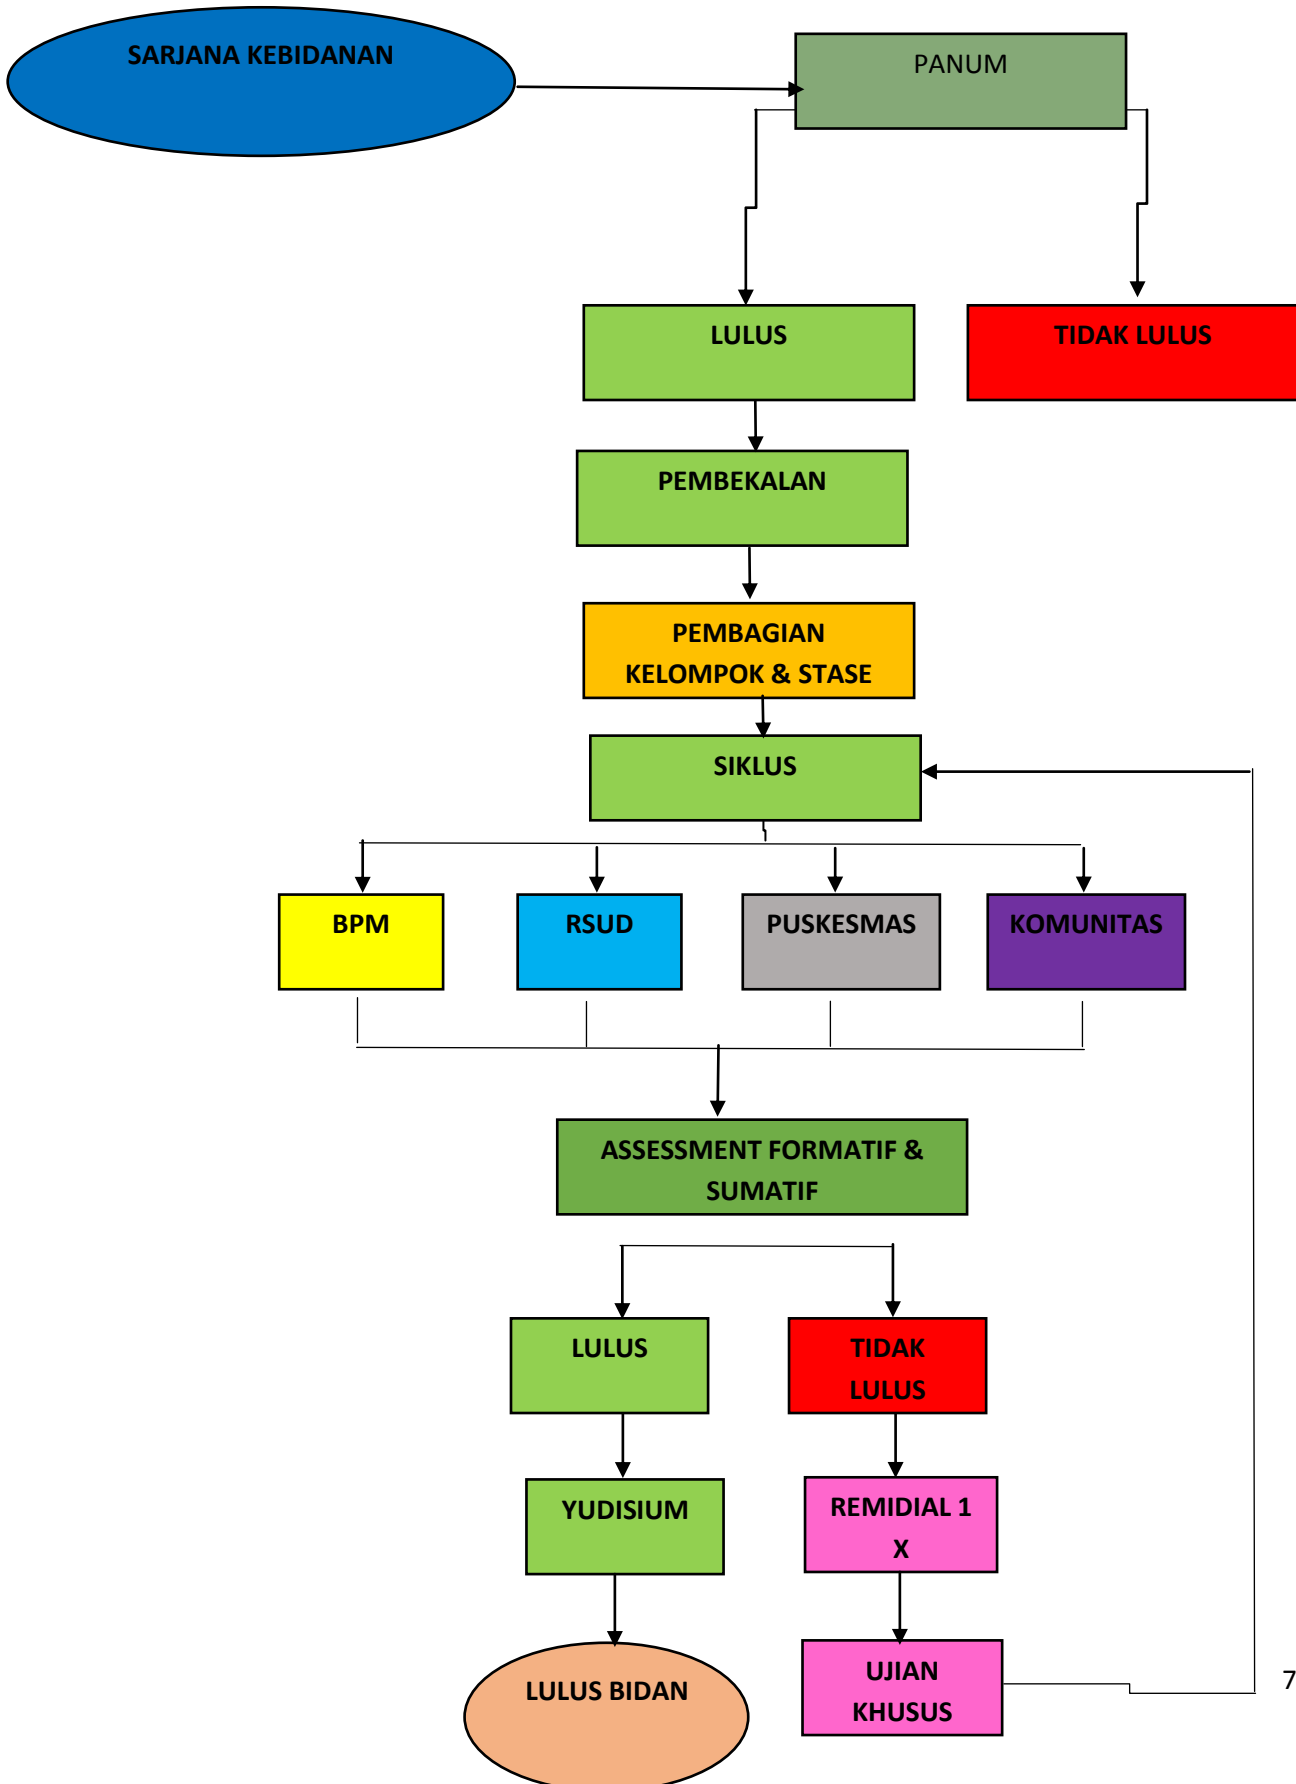 SARJANA KEBIDANAN
PANUM
LULUS
TIDAK LULUS
PEMBEKALAN
PEMBAGIAN
KELOMPOK & STASE
SIKLUS
BPM
RSUD
PUSKESMAS
KOMUNITAS
ASSESSMENT FORMATIF &
SUMATIF
LULUS
TIDAK
LULUS
YUDISIUM
REMIDIAL 1
X
LULUS BIDAN
UJIAN
KHUSUS
7